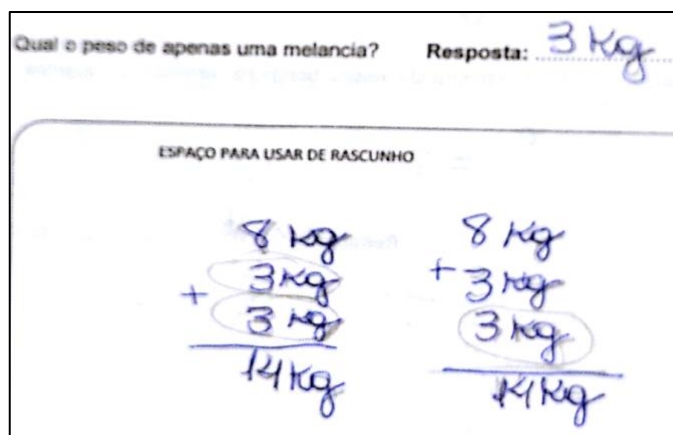 Qual o peso de apenas uma melancia? Resposta: 3 Kg
ESPAÇO PARA USAR DE RASCUNHO
8 kg 8 kg
3 kg + 3 kg
+ 3 kg 3 kg
14 kg 14 kg